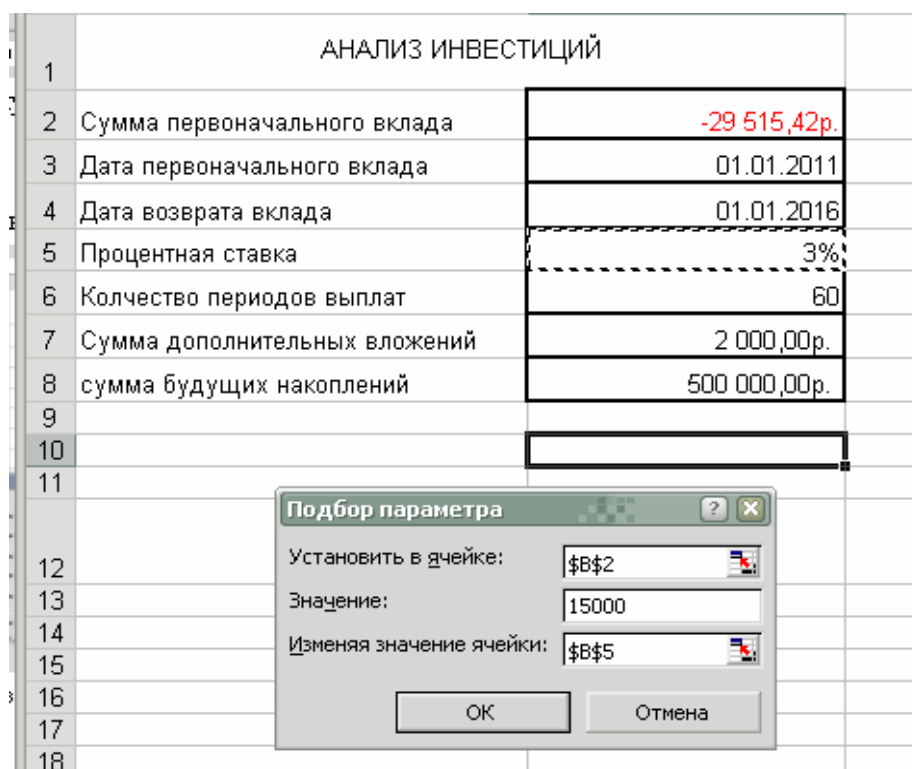 АНАЛИЗ ИНВЕСТИЦИЙ
1
2 Сумма первоначального вклада -29 515,42р.
3 Дата первоначального вклада 01.01.2011
4 Дата возврата вклада 01.01.2016
5 Процентная ставка 3%
6 Колчество периодов выплат 60
7 Сумма дополнительных вложений 2 000,00р.
8 сумма будущих накоплений 500 000,00р.
9
10
11
Подбор параметра
Установить в ячейке: $B$2
12
13 Значение: 15000
14
Изменяя значение ячейки: $B$5
15
16
ОК Отмена
17
18